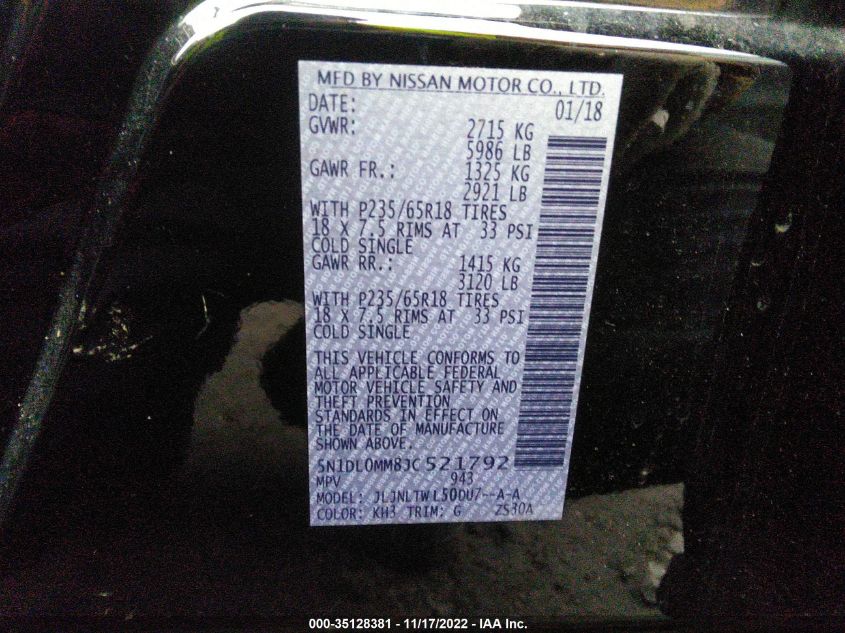 MFD BY NISSAN MOTOR CO., LTD.
DATE: 01/18
GVWR: 2715 KG
5986 LB
GAWR FR.: 1325 KG
2921 LB
WITH P235/65R18 TIRES
18 X 7.5 RIMS AT 33 PSI
COLD SINGLE
GAWR RR.: 1415 KG
3120 LB
WITH P235/65R18 TIRES
18 X 7.5 RIMS AT 33 PSI
COLD SINGLE
THIS VEHICLE CONFORMS TO
ALL APPLICABLE FEDERAL
MOTOR VEHICLE SAFETY AND
THEFT PREVENTION
STANDARDS IN EFFECT ON
THE DATE OF MANUFACTURE
SHOWN ABOVE.
5N1DL0MM8JC521792
MPV 943
MODEL: JLJNLTWL50DU7--A-A
COLOR: KH3 TRIM: G ZS30A
000-35128381 - 11/17/2022 - IAA Inc.